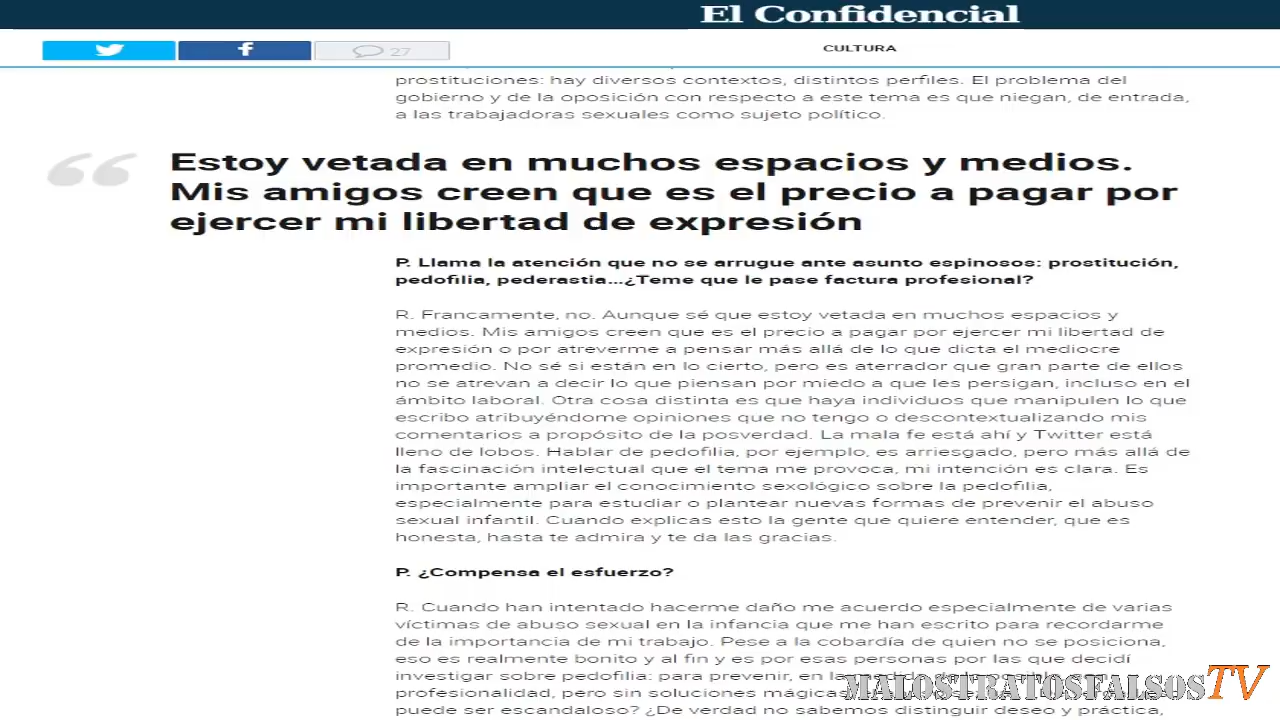 El Confidencial
27
CULTURA
prostituciones: hay diversos contextos, distintos perfiles. El problema del
gobierno y de la oposición con respecto a este tema es que niegan, de entrada,
a las trabajadoras sexuales como sujeto político.
“ Estoy vetada en muchos espacios y medios.
Mis amigos creen que es el precio a pagar por
ejercer mi libertad de expresión
P. Llama la atención que no se arrugue ante asunto espinosos: prostitución,
pedofilia, pederastia...¿Teme que le pase factura profesional?
R. Francamente, no. Aunque sé que estoy vetada en muchos espacios y
medios. Mis amigos creen que es el precio a pagar por ejercer mi libertad de
expresión o por atreverme a pensar más allá de lo que dicta el mediocre
promedio. No sé si están en lo cierto, pero es aterrador que gran parte de ellos
no se atrevan a decir lo que piensan por miedo a que les persigan, incluso en el
ámbito laboral. Otra cosa distinta es que haya individuos que manipulen lo que
escribo atribuyéndome opiniones que no tengo o descontextualizando mis
comentarios a propósito de la posverdad. La mala fe está ahí y Twitter está
lleno de lobos. Hablar de pedofilia, por ejemplo, es arriesgado, pero más allá de
la fascinación intelectual que el tema me provoca, mi intención es clara. Es
importante ampliar el conocimiento sexológico sobre la pedofilia,
especialmente para estudiar o plantear nuevas formas de prevenir el abuso
sexual infantil. Cuando explicas esto la gente que quiere entender, que es
honesta, hasta te admira y te da las gracias.
P. ¿Compensa el esfuerzo?
R. Cuando han intentado hacerme daño me acuerdo especialmente de varias
víctimas de abuso sexual en la infancia que me han escrito para recordarme
de la importancia de mi trabajo. Pese a la cobardía de quien no se posiciona,
eso es realmente bonito y al fin y es por esas personas por las que decidí
investigar sobre pedofilia: para prevenir, en la
profesionalidad, pero sin soluciones mágicas
puede ser escandaloso? ¿De verdad no sabemos distinguir deseo y práctica,
MALOSTRATOSFALSOSTV